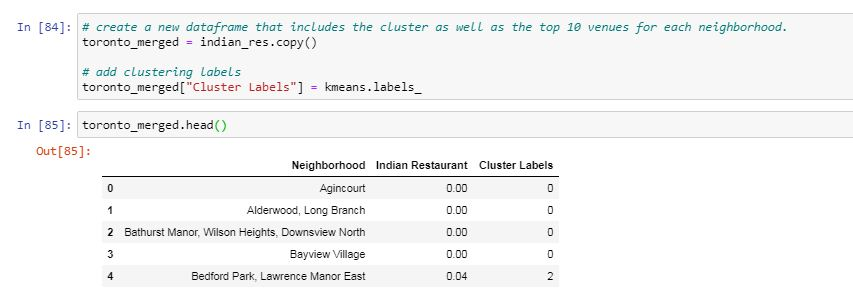 In [84]: # create a new dataframe that includes the cluster as well as the top 10 venues for each neighborhood.
toronto_merged = indian_res.copy()
# add clustering labels
toronto_merged["Cluster Labels"] = kmeans.labels_
In [85]: toronto_merged.head()
Out[85]:
Neighborhood Indian Restaurant Cluster Labels
0 Agincourt 0.00 0
1 Alderwood, Long Branch 0.00 0
2 Bathurst Manor, Wilson Heights, Downsview North 0.00 0
3 Bayview Village 0.00 0
4 Bedford Park, Lawrence Manor East 0.04 2